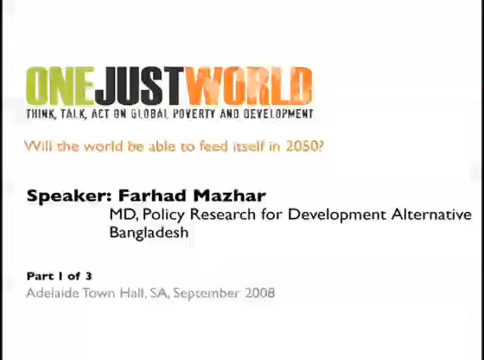 ONEJUSTWORLD
THINK, TALK, ACT ON GLOBAL POVERTY AND DEVELOPMENT
Will the world be able to feed itself in 2050?
Speaker: Farhad Mazhar
MD, Policy Research for Development Alternative
Bangladesh
Part 1 of 3
Adelaide Town Hall, SA, September 2008